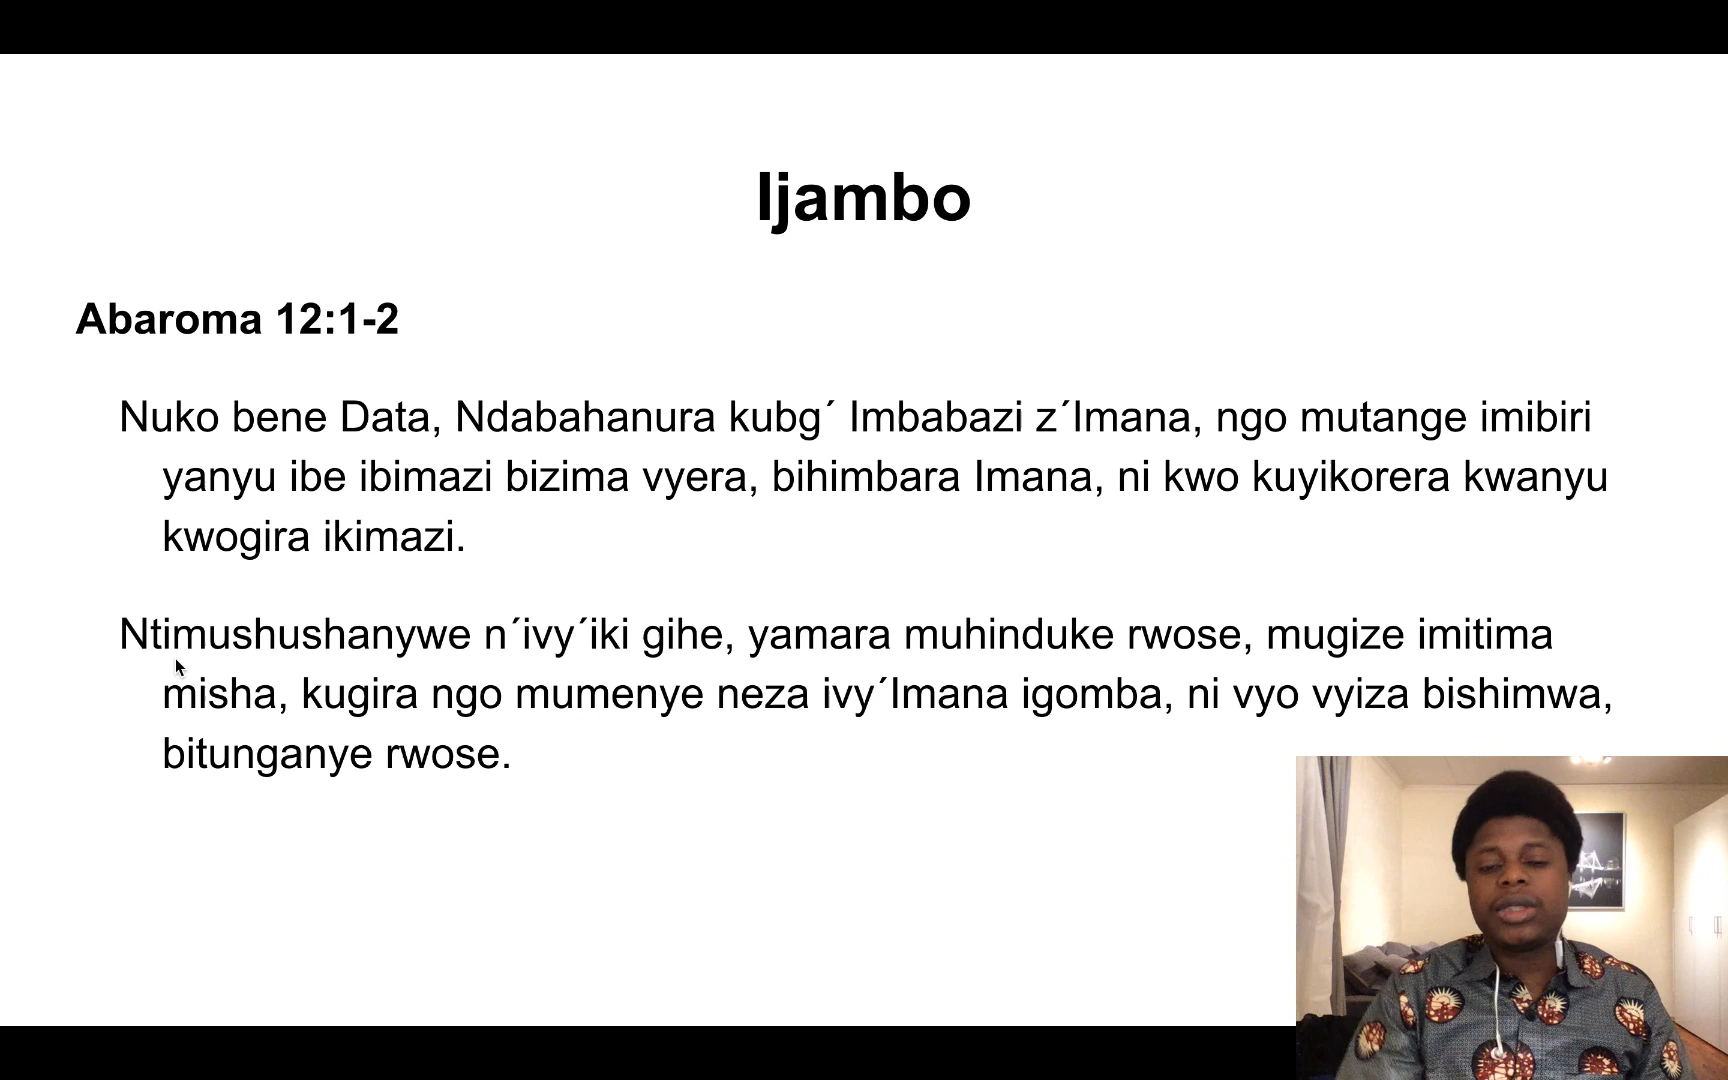 Ijambo
Abaroma 12:1-2
Nuko bene Data, Ndabahanura kubg´ Imbabazi z´Imana, ngo mutange imibiri
yanyu ibe ibimazi bizima vyera, bihimbara Imana, ni kwo kuyikorera kwanyu
kwogira ikimazi.
Ntimushushanywe n´ivy´iki gihe, yamara muhinduke rwose, mugize imitima
misha, kugira ngo mumenye neza ivy´Imana igomba, ni vyo vyiza bishimwa,
bitunganye rwose.